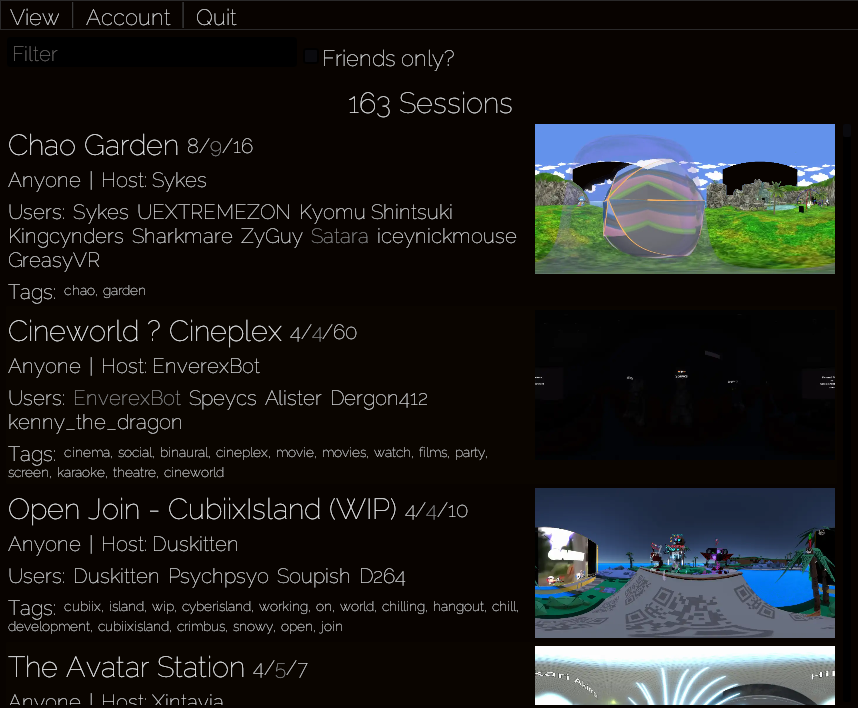 View Account Quit
Filter Friends only?
163 Sessions
Chao Garden 8/9/16
Anyone | Host: Sykes
Users: Sykes UEXTREMEZON Kyomu Shintsuki
Kingcynders Sharkmare ZyGuy Satara iceynickmouse
GreasyVR
Tags: chao, garden
Cineworld ? Cineplex 4/4/60
Anyone | Host: EnverexBot
Users: EnverexBot Speycs Alister Dergon412
kenny_the_dragon
Tags: cinema, social, binaural, cineplex, movie, movies, watch, films, party,
screen, karaoke, theatre, cineworld
Open Join - CubiixIsland (WIP) 4/4/10
Anyone | Host: Duskitten
Users: Duskitten Psychpsyo Soupish D264
Tags: cubiix, island, wip, cyberisland, working, on, world, chilling, hangout, chill,
development, cubiixisland, crimbus, snowy, open, join
The Avatar Station 4/5/7
Anyone | Host: Xintavia